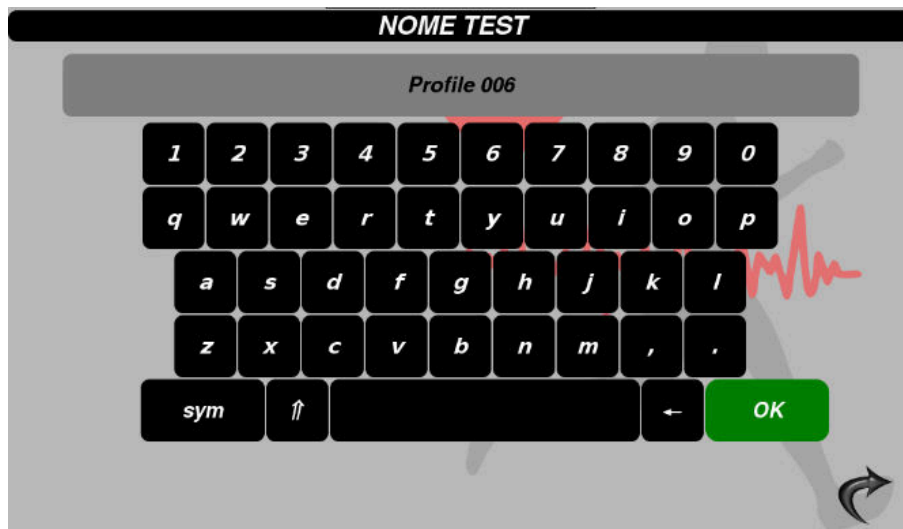 NOME TEST
Profile 006
1 2 3 4 5 6 7 8 9 0
q w e r t y u i o p
a s d f g h j k l
z x c v b n m , .
sym ⇑ ← OK